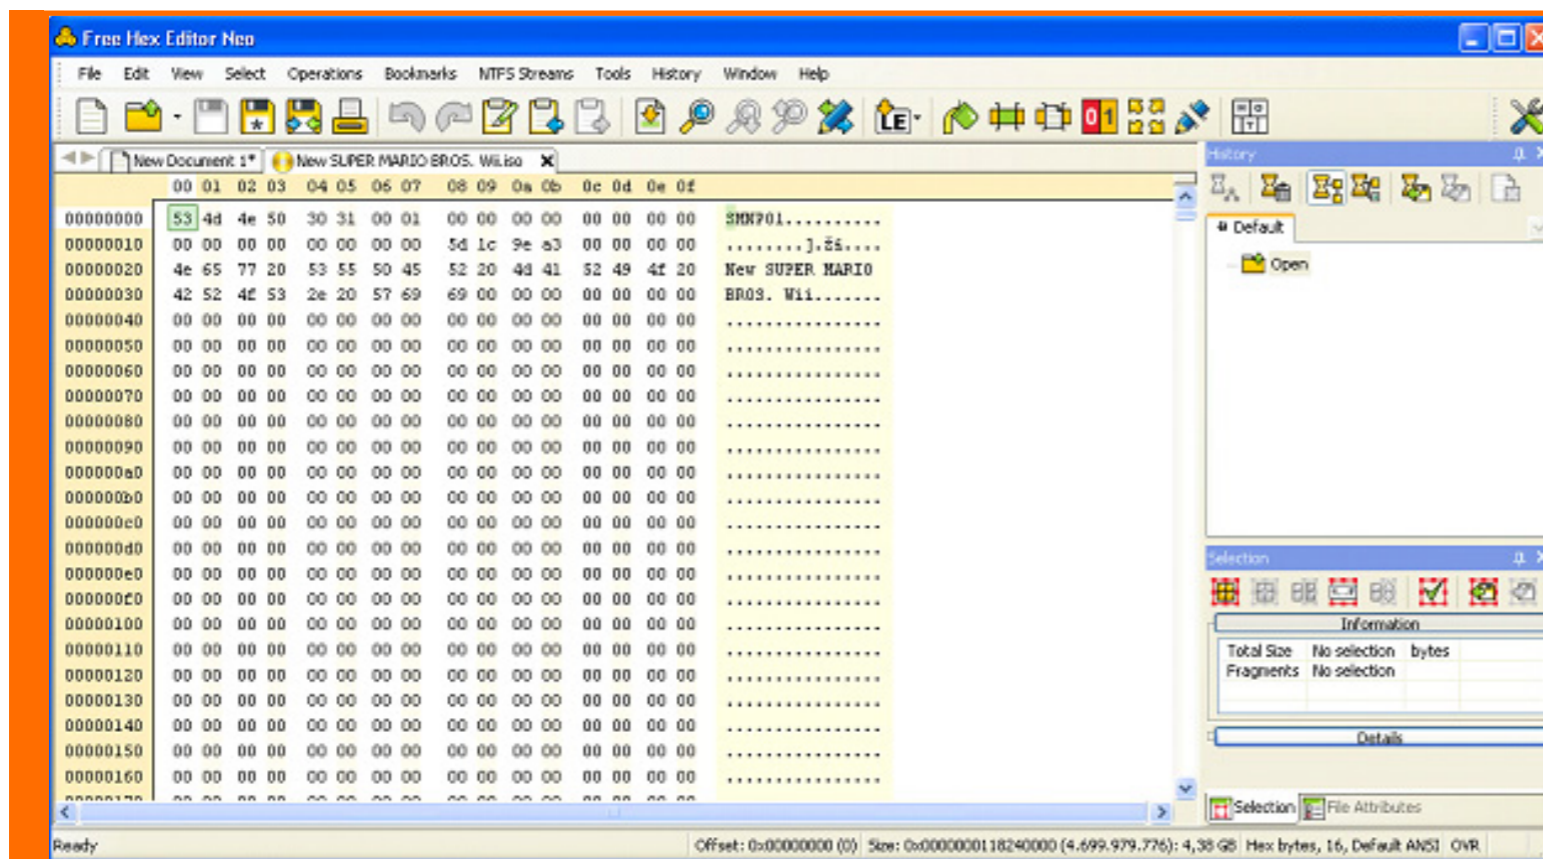 Free Hex Editor Neo
File Edit View Select Operations Bookmarks NTFS Streams Tools History Window Help
LE
01
New Document 1* New SUPER MARIO BROS. Wii.iso
History
00 01 02 03 04 05 06 07 08 09 0a 0b 0c 0d 0e 0f
00000000 53 4d 4e 50 30 31 00 01 00 00 00 00 00 00 00 00 SMNP01..........
Default
00000010 00 00 00 00 00 00 00 00 5d 1c 9e a3 00 00 00 00 ........].žŁ....
00000020 4e 65 77 20 53 55 50 45 52 20 4d 41 52 49 4f 20 New SUPER MARIO
Open
00000030 42 52 4f 53 2e 20 57 69 69 00 00 00 00 00 00 00 BROS. Wii.......
00000040 00 00 00 00 00 00 00 00 00 00 00 00 00 00 00 00 ................
00000050 00 00 00 00 00 00 00 00 00 00 00 00 00 00 00 00 ................
00000060 00 00 00 00 00 00 00 00 00 00 00 00 00 00 00 00 ................
00000070 00 00 00 00 00 00 00 00 00 00 00 00 00 00 00 00 ................
00000080 00 00 00 00 00 00 00 00 00 00 00 00 00 00 00 00 ................
00000090 00 00 00 00 00 00 00 00 00 00 00 00 00 00 00 00 ................
000000a0 00 00 00 00 00 00 00 00 00 00 00 00 00 00 00 00 ................
000000b0 00 00 00 00 00 00 00 00 00 00 00 00 00 00 00 00 ................
000000c0 00 00 00 00 00 00 00 00 00 00 00 00 00 00 00 00 ................
000000d0 00 00 00 00 00 00 00 00 00 00 00 00 00 00 00 00 ................
Selection
000000e0 00 00 00 00 00 00 00 00 00 00 00 00 00 00 00 00 ................
000000f0 00 00 00 00 00 00 00 00 00 00 00 00 00 00 00 00 ................
00000100 00 00 00 00 00 00 00 00 00 00 00 00 00 00 00 00 ................
Information
00000110 00 00 00 00 00 00 00 00 00 00 00 00 00 00 00 00 ................
Total Size No selection bytes
00000120 00 00 00 00 00 00 00 00 00 00 00 00 00 00 00 00 ................
Fragments No selection
00000130 00 00 00 00 00 00 00 00 00 00 00 00 00 00 00 00 ................
00000140 00 00 00 00 00 00 00 00 00 00 00 00 00 00 00 00 ................
Details
00000150 00 00 00 00 00 00 00 00 00 00 00 00 00 00 00 00 ................
00000160 00 00 00 00 00 00 00 00 00 00 00 00 00 00 00 00 ................
Selection File Attributes
Ready Offset: 0x00000000 (0) Size: 0x0000000118240000 (4.699.979.776): 4,38 GB Hex bytes, 16, Default ANSI OVR